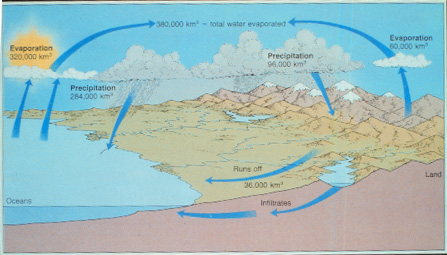 380,000 km³ – total water evaporated
Evaporation
320,000 km³
Evaporation
60,000 km³
Precipitation
96,000 km³
Precipitation
284,000 km³
Runs off
36,000 km³
Land
Oceans
Infiltrates